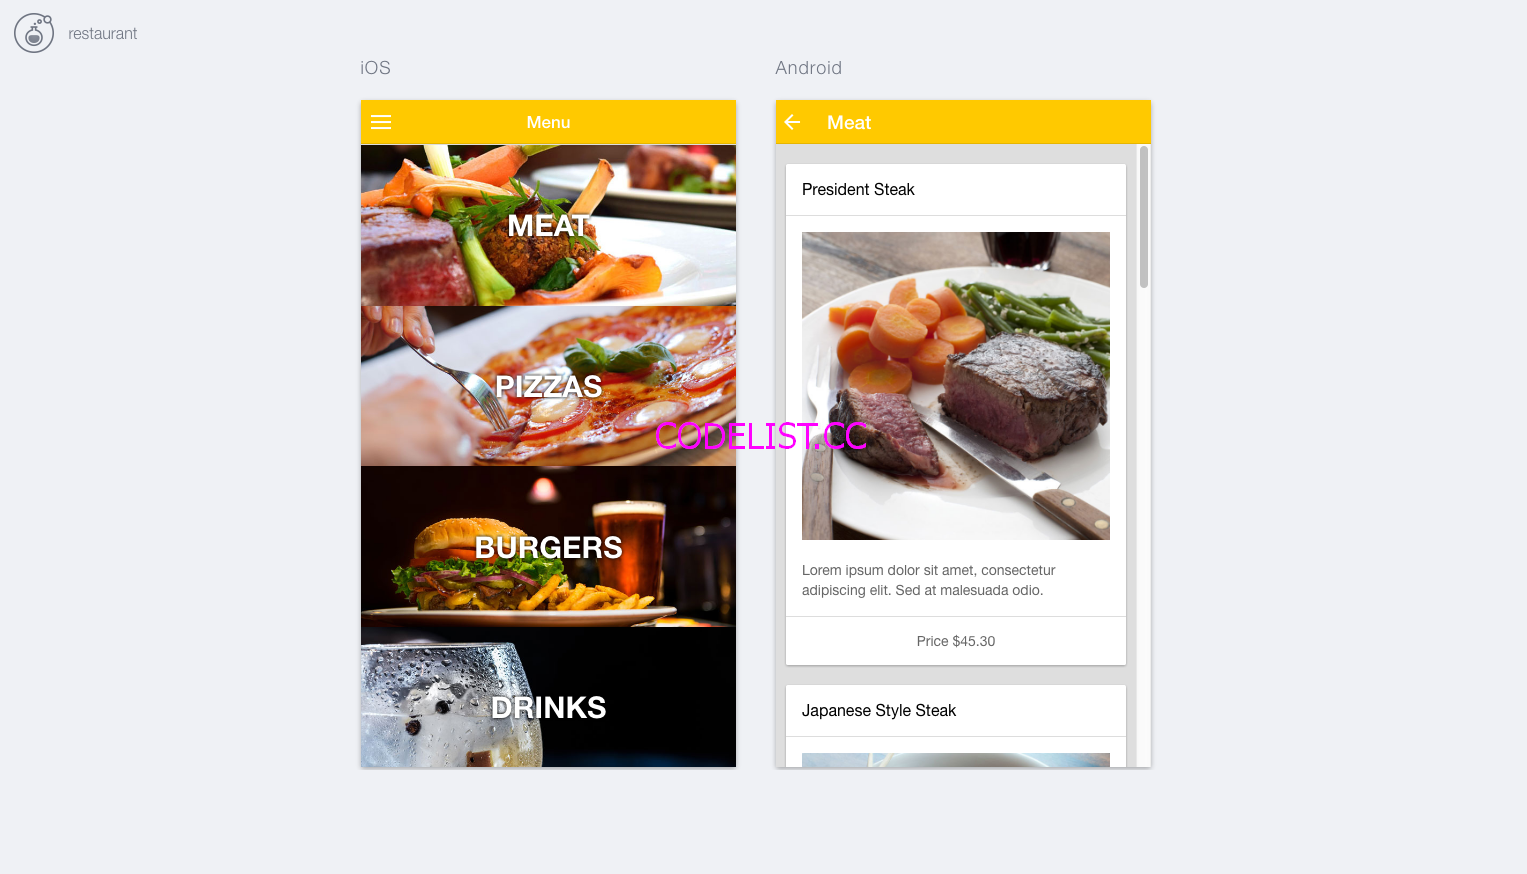 restaurant
iOS
Android
Menu
Meat
MEAT
PIZZAS
BURGERS
DRINKS
President Steak
Lorem ipsum dolor sit amet, consectetur
adipiscing elit. Sed at malesuada odio.
Price $45.30
Japanese Style Steak
CODELIST.CC